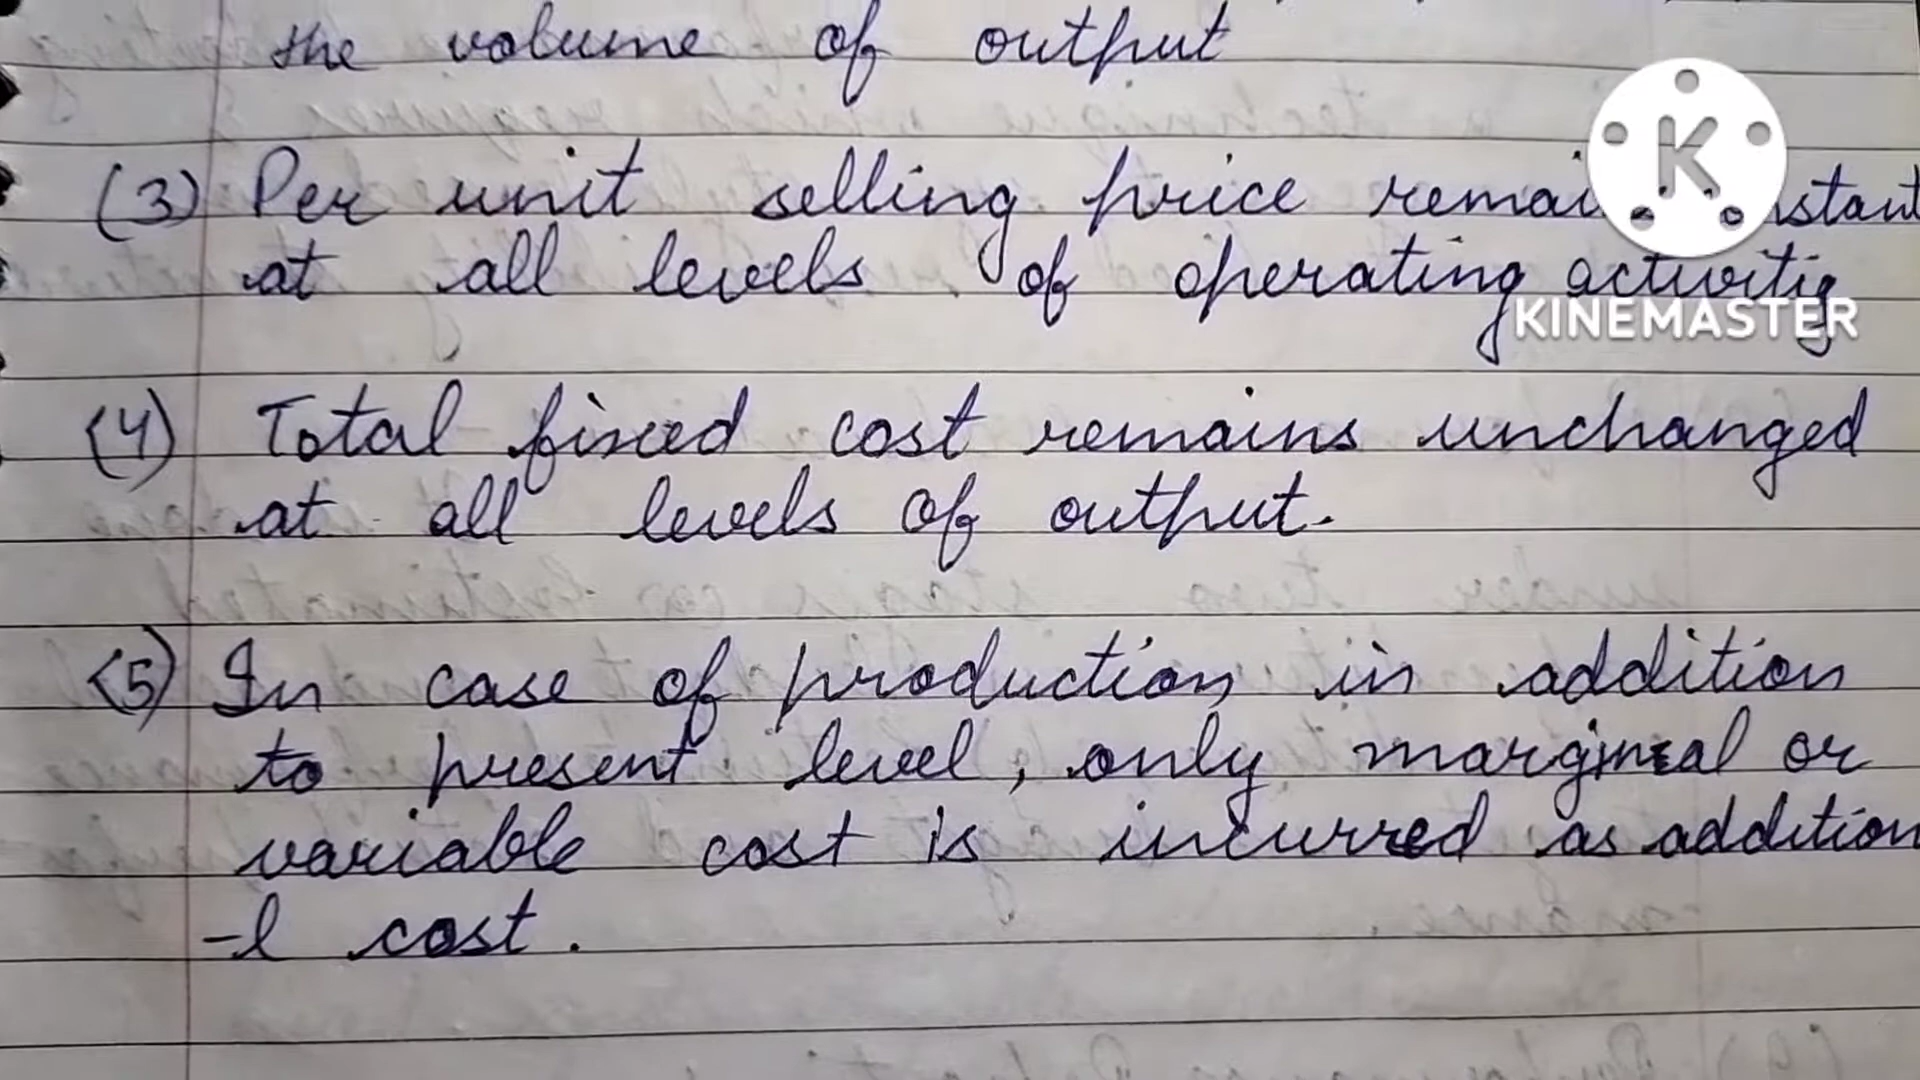 the volume of output
(3) Per unit selling price
at all levels of operating
KINEMASTER
(4) Total fixed cost remains unchanged
at all levels of output.
(5) In case of production in addition
to present level, only marginal or
variable cost is incurred as addition
-l cost.